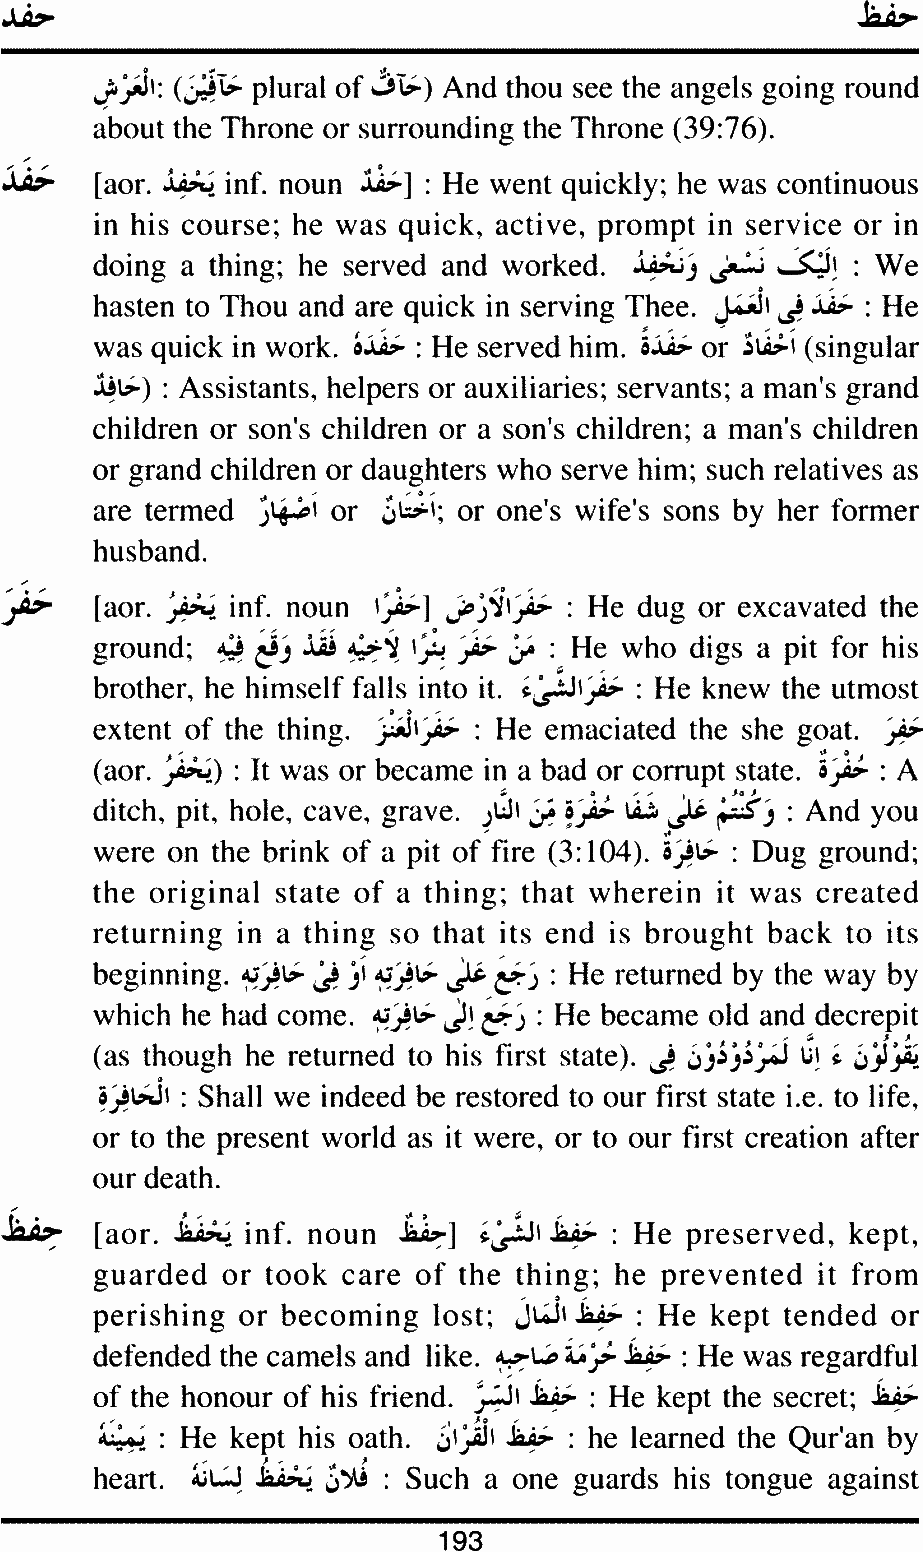 حفد حفظ
الْعَرْشِ: (حَآفِّيْنَ plural of حَآفٌّ) And thou see the angels going round
about the Throne or surrounding the Throne (39:76).
حَفَدَ [aor. يَحْفِدُ inf. noun حَفْدٌ] : He went quickly; he was continuous
in his course; he was quick, active, prompt in service or in
doing a thing; he served and worked. اِلَيْكَ نَسْعٰى وَنَحْفِدُ : We
hasten to Thou and are quick in serving Thee. حَفَدَ فِى الْعَمَلِ : He
was quick in work. حَفَدَهُ : He served him. حَفَدَةٌ or اَحْفَادٌ (singular
حَافِدٌ) : Assistants, helpers or auxiliaries; servants; a man's grand
children or son's children or a son's children; a man's children
or grand children or daughters who serve him; such relatives as
are termed اَصْهَارٌ or اَخْتَانٌ; or one's wife's sons by her former
husband.
حَفَرَ [aor. يَحْفِرُ inf. noun حَفْرًا] حَفَرَالْاَرْضَ : He dug or excavated the
ground; مَنْ حَفَرَ بِئْرًا لِاَخِيْهِ فَقَدْ وَقَعَ فِيْهِ : He who digs a pit for his
brother, he himself falls into it. حَفَرَالشَّىْءَ : He knew the utmost
extent of the thing. حَفَرَالْعَنْزَ : He emaciated the she goat. حَفِرَ
(aor. يَحْفَرُ) : It was or became in a bad or corrupt state. حُفْرَةٌ : A
ditch, pit, hole, cave, grave. وَكُنْتُمْ عَلٰى شَفَا حُفْرَةٍ مِّنَ النَّارِ : And you
were on the brink of a pit of fire (3:104). حَافِرَةٌ : Dug ground;
the original state of a thing; that wherein it was created
returning in a thing so that its end is brought back to its
beginning. رَجَعَ عَلٰى حَافِرَتِهِ اَوْ فِىْ حَافِرَتِهِ : He returned by the way by
which he had come. رَجَعَ اِلٰى حَافِرَتِهِ : He became old and decrepit
(as though he returned to his first state). يَقُوْلُوْنَ ءَ اِنَّا لَمَرْدُوْدُوْنَ فِى
الْحَافِرَةِ : Shall we indeed be restored to our first state i.e. to life,
or to the present world as it were, or to our first creation after
our death.
حِفِظَ [aor. يَحْفَظُ inf. noun حِفْظٌ] حَفِظَ الشَّىْءَ : He preserved, kept,
guarded or took care of the thing; he prevented it from
perishing or becoming lost; حَفِظَ الْمَالَ : He kept tended or
defended the camels and like. حَفِظَ حُرْمَةَ صَاحِبِهِ : He was regardful
of the honour of his friend. حَفِظَ السِّرَّ : He kept the secret; حَفِظَ
يَمِيْنَهُ : He kept his oath. حَفِظَ الْقُرْاٰنَ : he learned the Qur'an by
heart. فُلَانٌ يَحْفَظُ لِسَانَهُ : Such a one guards his tongue against
193